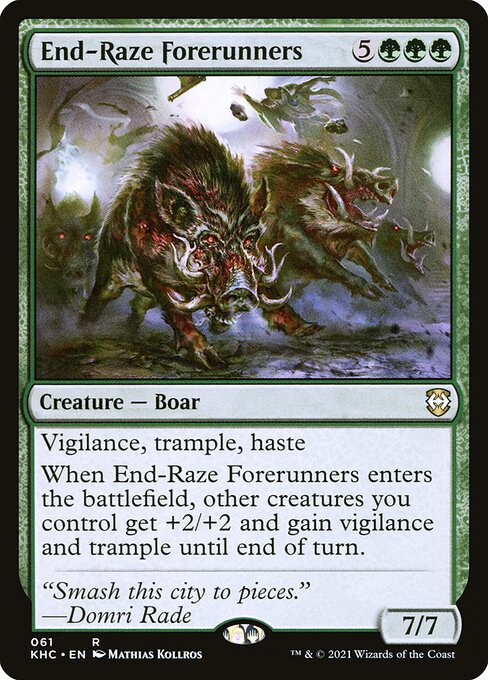 End-Raze Forerunners 5
Creature — Boar
Vigilance, trample, haste
When End-Raze Forerunners enters
the battlefield, other creatures you
control get +2/+2 and gain vigilance
and trample until end of turn.
“Smash this city to pieces.”
—Domri Rade
7/7
061 R
KHC • EN Mathias Kollros
™ & © 2021 Wizards of the Coast